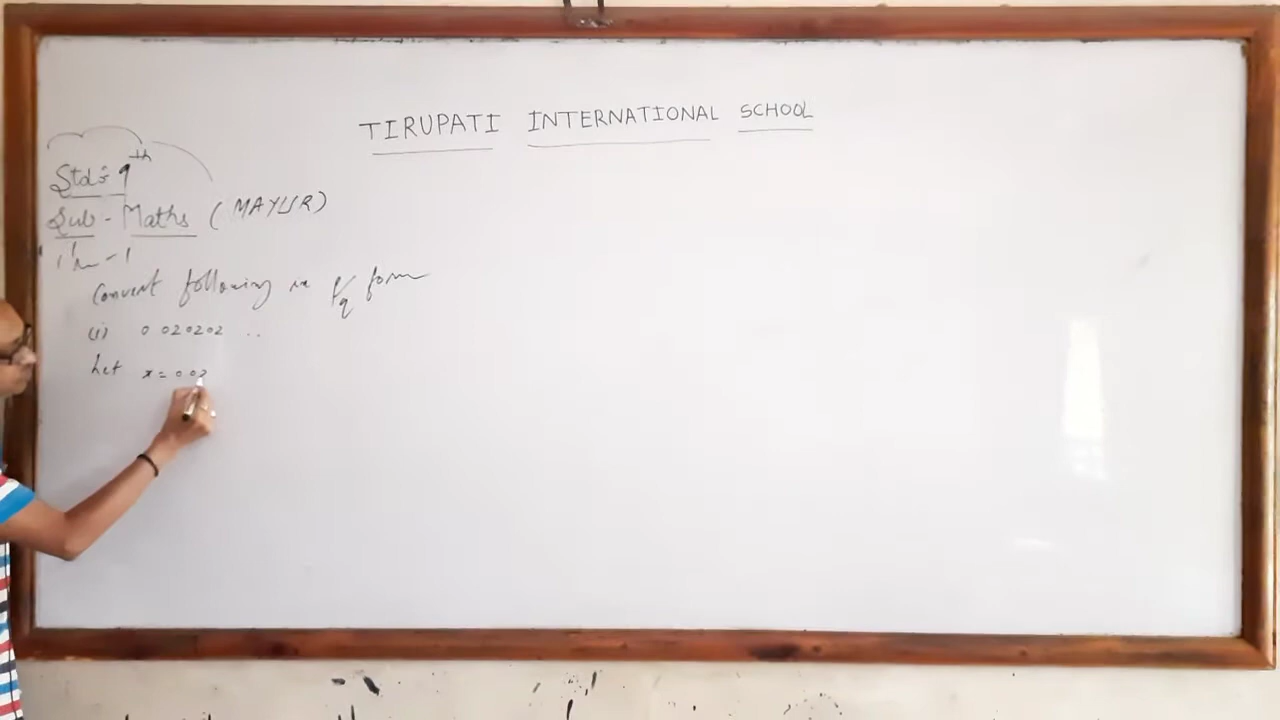 TIRUPATI INTERNATIONAL SCHOOL
Std:- 9th
Sub - Maths (MAYUR)
Convert following in p/q form
(i) 0.020202 ..
Let x = 0.02